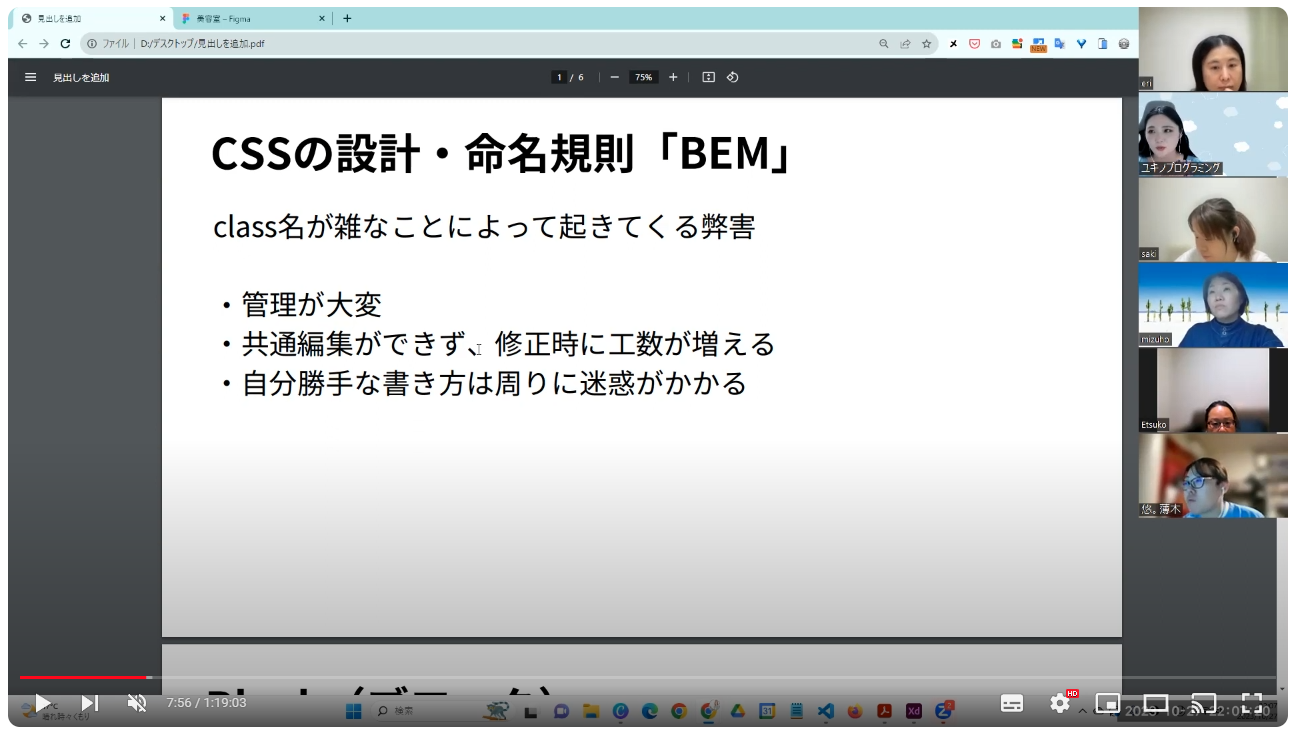 見出しを追加
美容室 – Figma
ファイル
D:/デスクトップ/見出しを追加.pdf
NEW
見出しを追加
1 / 6
75%
CSSの設計・命名規則「BEM」
class名が雑なことによって起きてくる弊害
・管理が大変
・共通編集ができず、修正時に工数が増える
・自分勝手な書き方は周りに迷惑がかかる
eri
ユキノプログラミング
saki
mizuho
Etsuko
悠。薄木
7:56 / 1:19:03
検索
Xd
HD